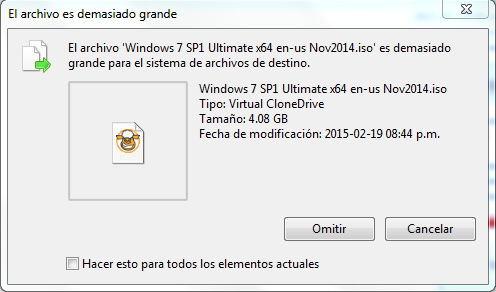 El archivo es demasiado grande
El archivo 'Windows 7 SP1 Ultimate x64 en-us Nov2014.iso' es demasiado
grande para el sistema de archivos de destino.
Windows 7 SP1 Ultimate x64 en-us Nov2014.iso
Tipo: Virtual CloneDrive
Tamaño: 4.08 GB
Fecha de modificación: 2015-02-19 08:44 p.m.
Omitir
Cancelar
Hacer esto para todos los elementos actuales